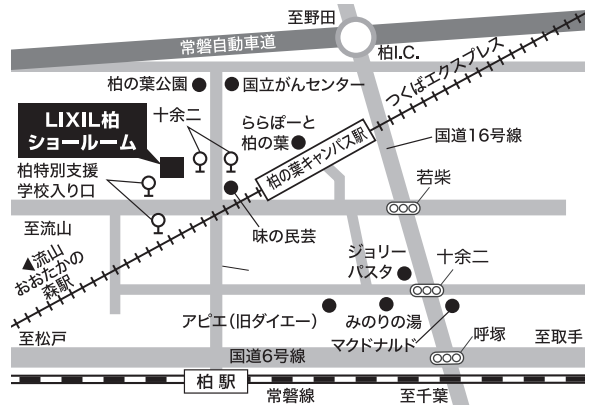 至野田
常磐自動車道
柏I.C.
つくばエクスプレス
柏の葉公園
国立がんセンター
十余二
LIXIL柏
ショールーム
ららぽーと
柏の葉
柏の葉キャンパス駅
国道16号線
柏特別支援
学校入り口
若柴
至流山
味の民芸
▲流山
おおたかの
森駅
ジョリー
パスタ
十余二
アピエ(旧ダイエー)
みのりの湯
マクドナルド
呼塚
至松戸
至取手
国道6号線
柏駅
常磐線
至千葉